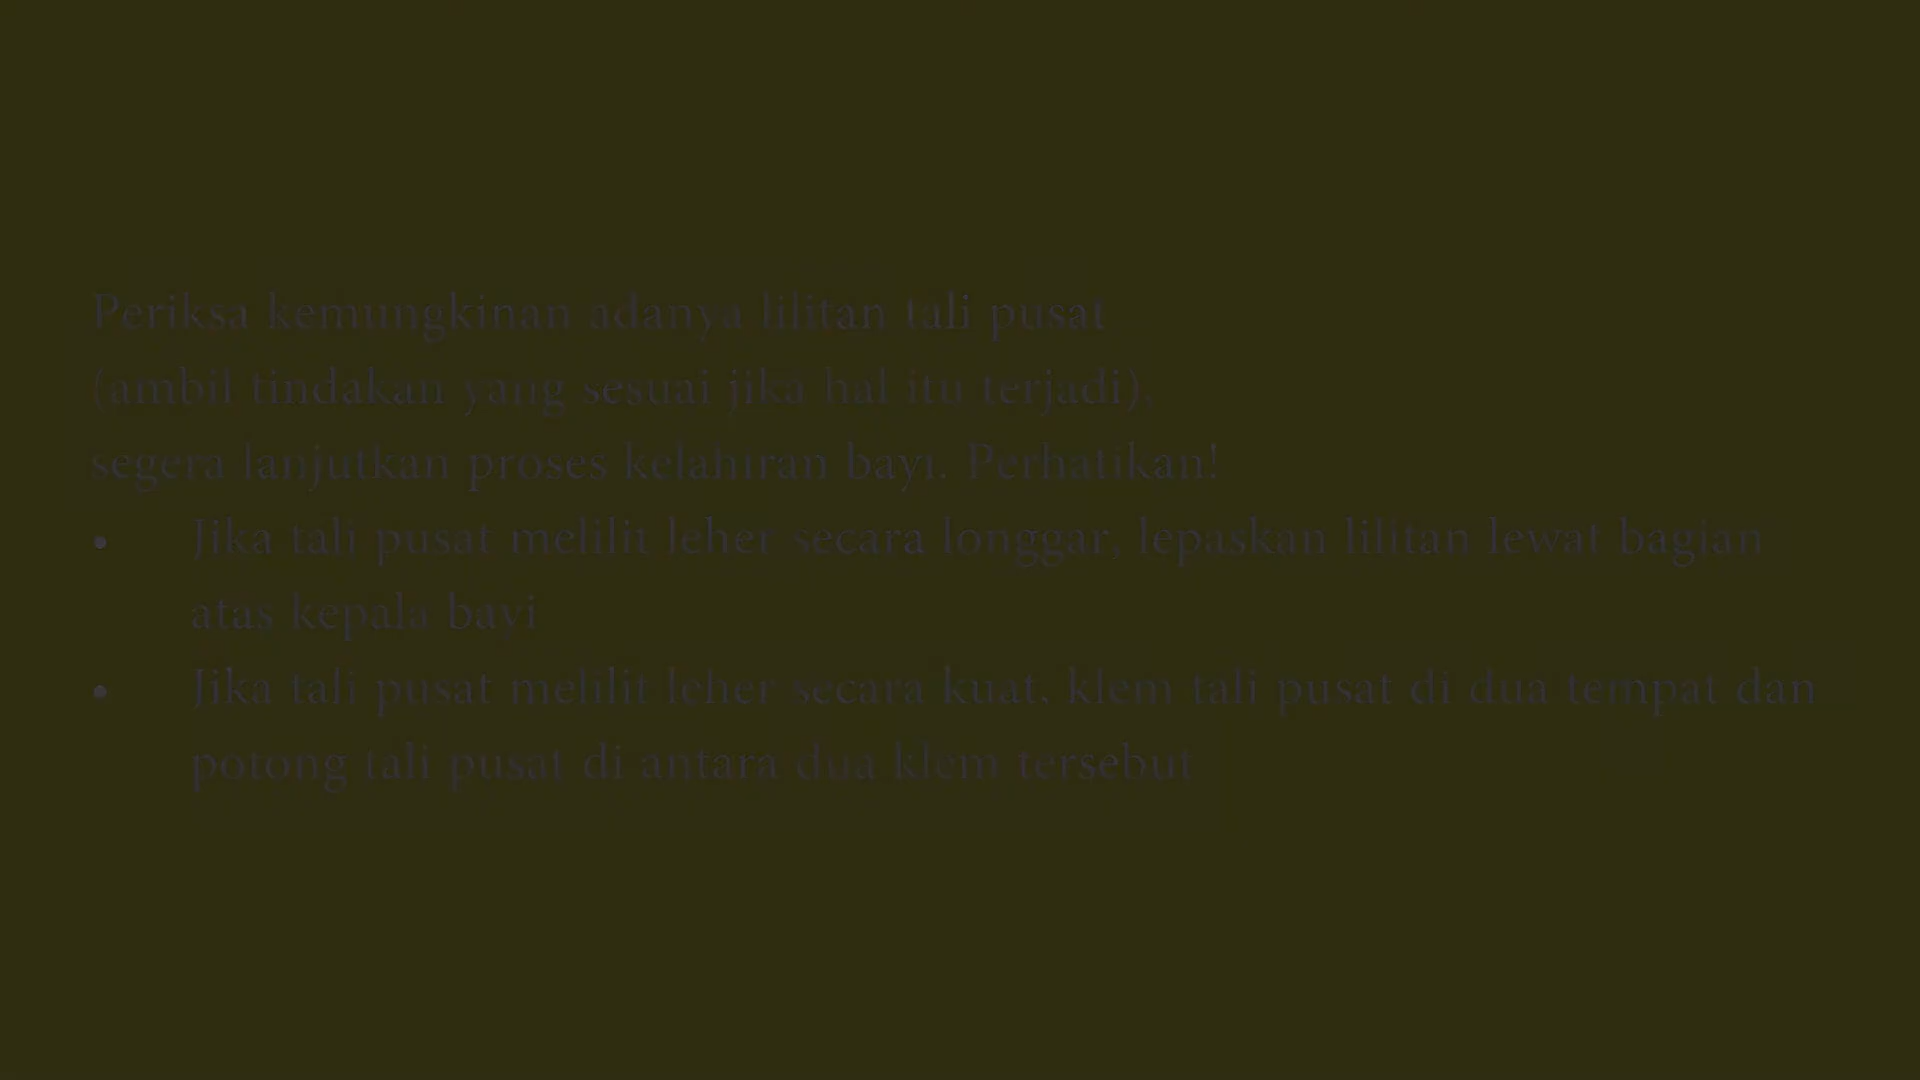 Periksa kemungkinan adanya lilitan tali pusat
(ambil tindakan yang sesuai jika hal itu terjadi),
segera lanjutkan proses kelahiran bayi. Perhatikan!
• Jika tali pusat melilit leher secara longgar, lepaskan lilitan lewat bagian
atas kepala bayi
• Jika tali pusat melilit leher secara kuat, klem tali pusat di dua tempat dan
potong tali pusat di antara dua klem tersebut